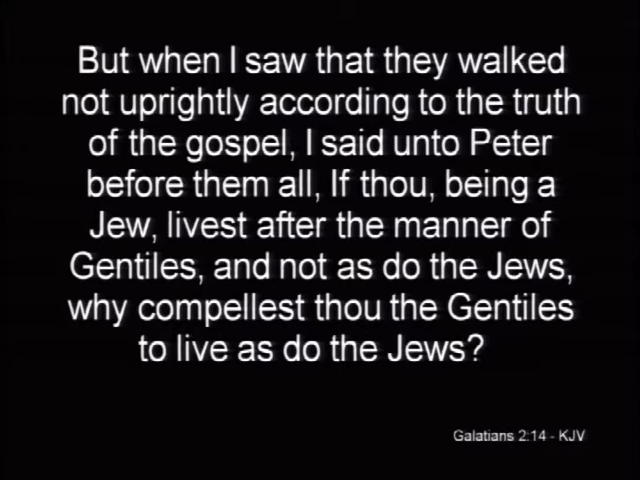 But when I saw that they walked
not uprightly according to the truth
of the gospel, I said unto Peter
before them all, If thou, being a
Jew, livest after the manner of
Gentiles, and not as do the Jews,
why compellest thou the Gentiles
to live as do the Jews?
Galatians 2:14 - KJV